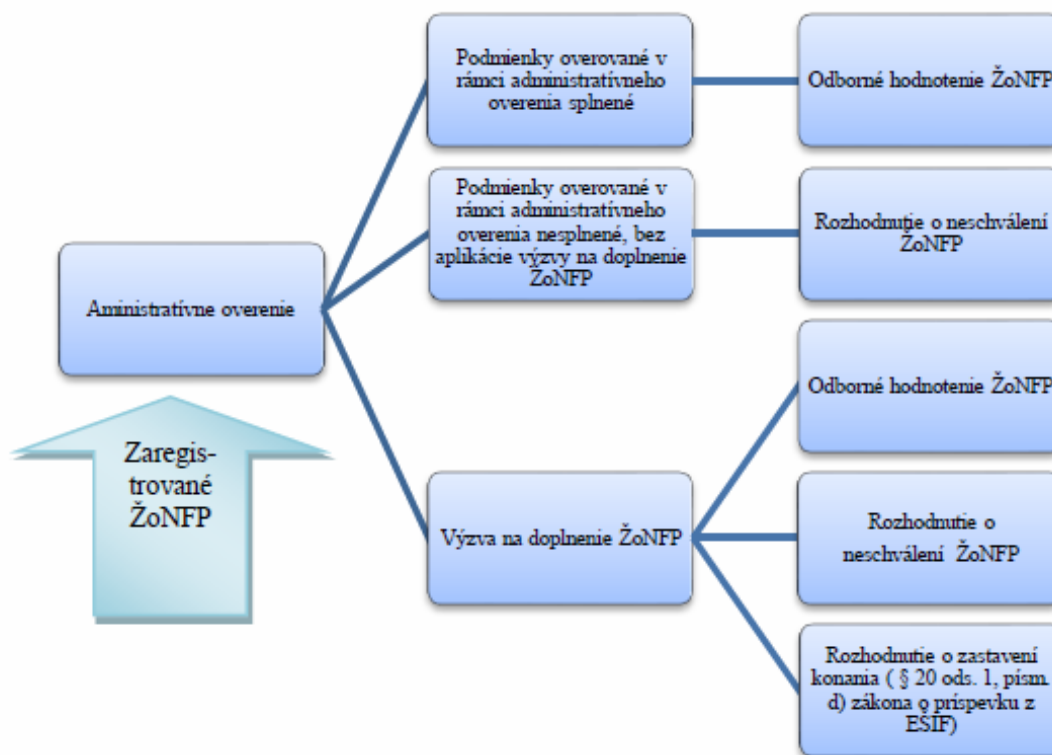 Podmienky overované v
rámci administratívneho
overenia splnené
Odborné hodnotenie ŽoNFP
Podmienky overované v
rámci administratívneho
overenia nesplnené, bez
aplikácie výzvy na doplnenie
ŽoNFP
Rozhodnutie o neschválení
ŽoNFP
Aministratívne overenie
Zaregis-
trované
ŽoNFP
Odborné hodnotenie ŽoNFP
Výzva na doplnenie ŽoNFP
Rozhodnutie o
neschválení ŽoNFP
Rozhodnutie o zastavení
konania ( § 20 ods. 1, písm.
d) zákona o príspevku z
EŠIF)